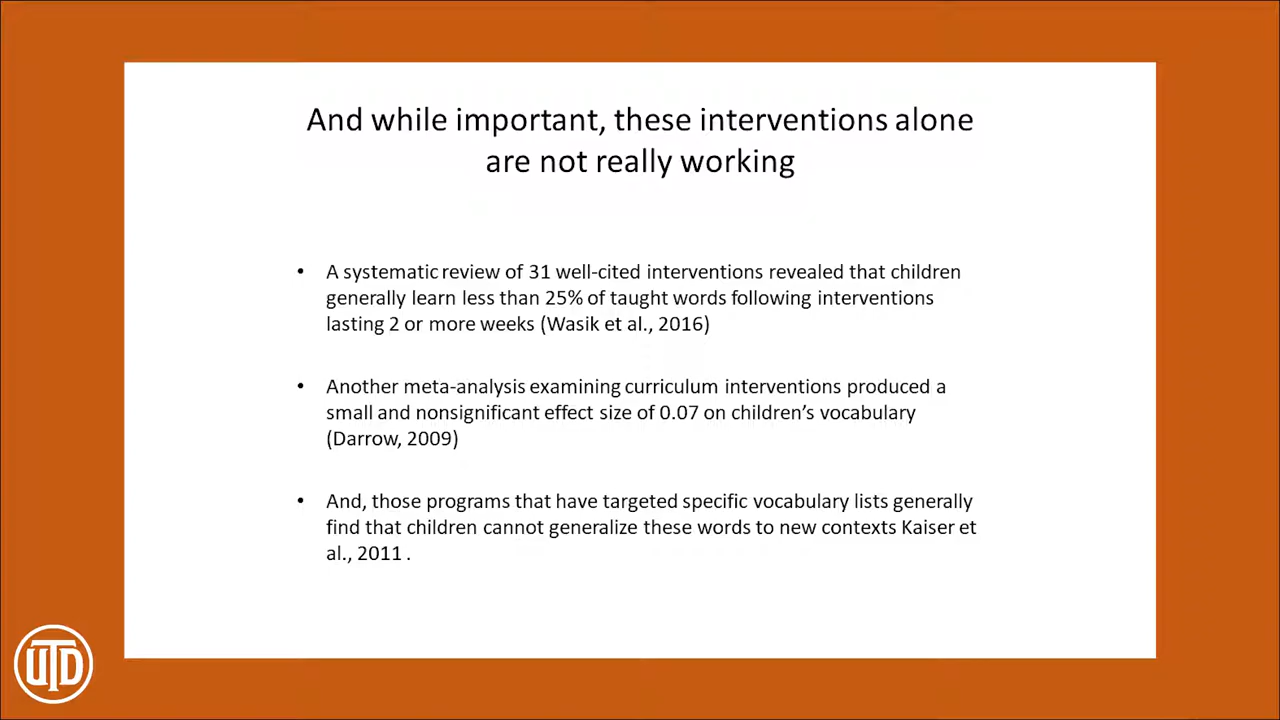 And while important, these interventions alone
are not really working
• A systematic review of 31 well-cited interventions revealed that children
generally learn less than 25% of taught words following interventions
lasting 2 or more weeks (Wasik et al., 2016)
• Another meta-analysis examining curriculum interventions produced a
small and nonsignificant effect size of 0.07 on children’s vocabulary
(Darrow, 2009)
• And, those programs that have targeted specific vocabulary lists generally
find that children cannot generalize these words to new contexts Kaiser et
al., 2011 .
UTD